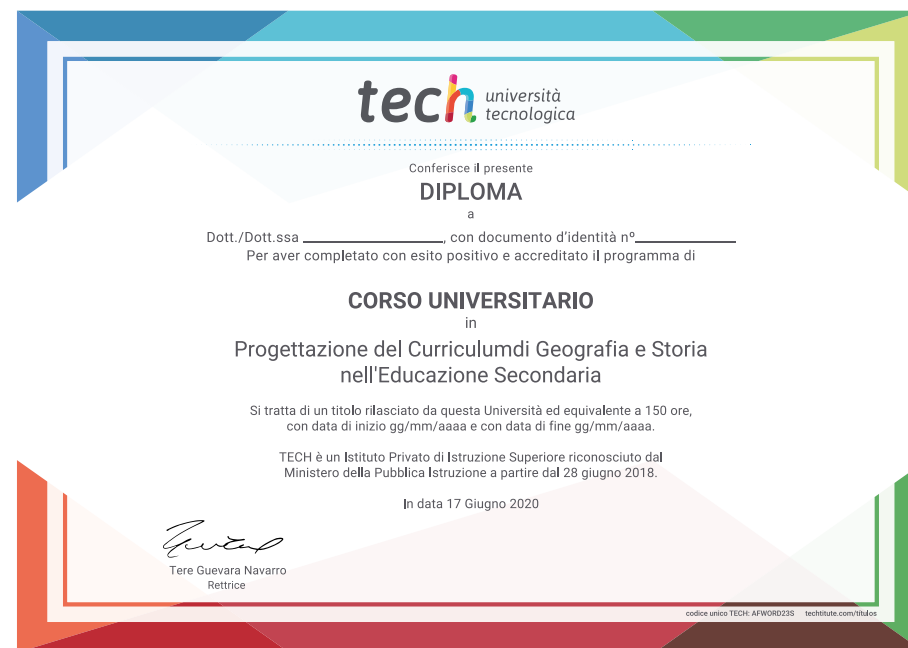 tech università
tecnologica
Conferisce il presente
DIPLOMA
a
Dott./Dott.ssa ____________________, con documento d'identità nº______________
Per aver completato con esito positivo e accreditato il programma di
CORSO UNIVERSITARIO
in
Progettazione del Curriculumdi Geografia e Storia
nell'Educazione Secondaria
Si tratta di un titolo rilasciato da questa Università ed equivalente a 150 ore,
con data di inizio gg/mm/aaaa e con data di fine gg/mm/aaaa.
TECH è un Istituto Privato di Istruzione Superiore riconosciuto dal
Ministero della Pubblica Istruzione a partire dal 28 giugno 2018.
In data 17 Giugno 2020
Tere Guevara Navarro
Rettrice
codice unico TECH: AFWORD23S techtitute.com/titulos